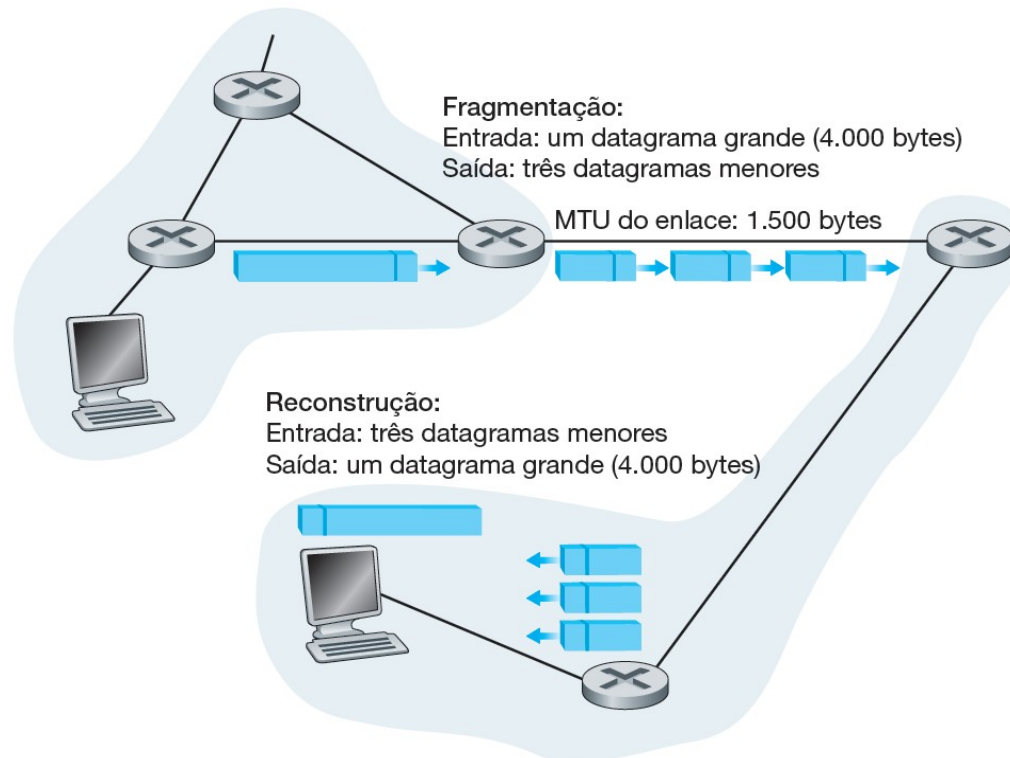 Fragmentação:
Entrada: um datagrama grande (4.000 bytes)
Saída: três datagramas menores
MTU do enlace: 1.500 bytes
Reconstrução:
Entrada: três datagramas menores
Saída: um datagrama grande (4.000 bytes)